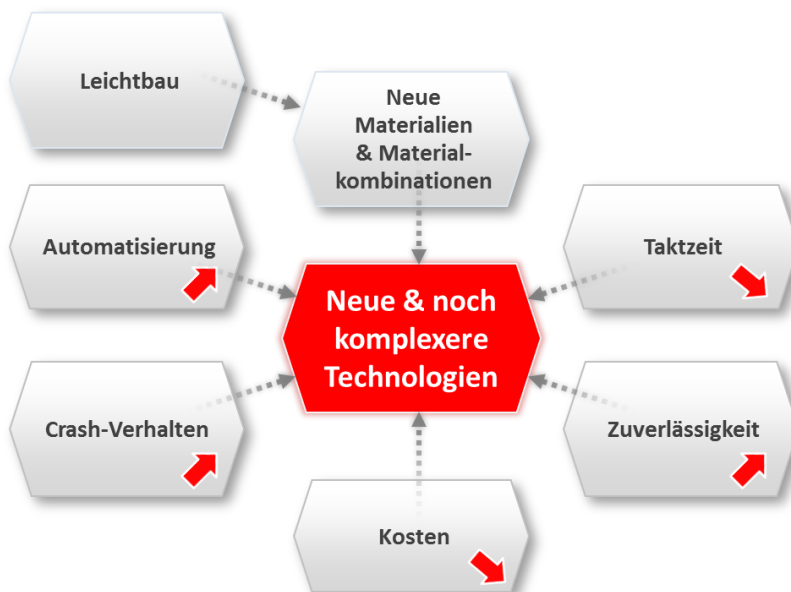 Leichtbau
Neue
Materialien
& Material-
kombinationen
Automatisierung
Taktzeit
Neue & noch
komplexere
Technologien
Crash-Verhalten
Zuverlässigkeit
Kosten